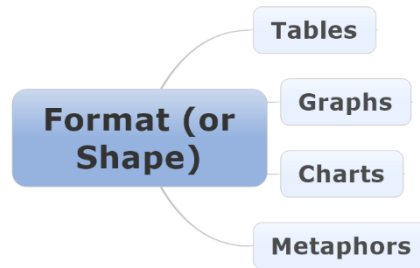 Tables
Graphs
Format (or
Shape)
Charts
Metaphors